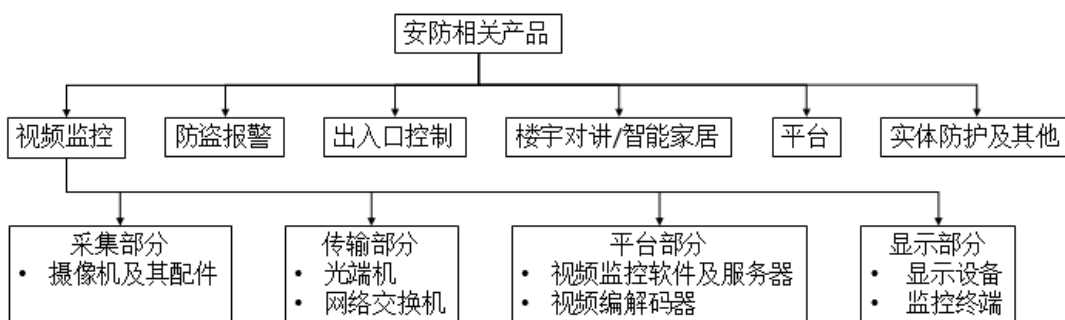 安防相关产品
视频监控
防盗报警
出入口控制
楼宇对讲/智能家居
平台
实体防护及其他
采集部分
• 摄像机及其配件
传输部分
• 光端机
• 网络交换机
平台部分
• 视频监控软件及服务器
• 视频编解码器
显示部分
• 显示设备
• 监控终端